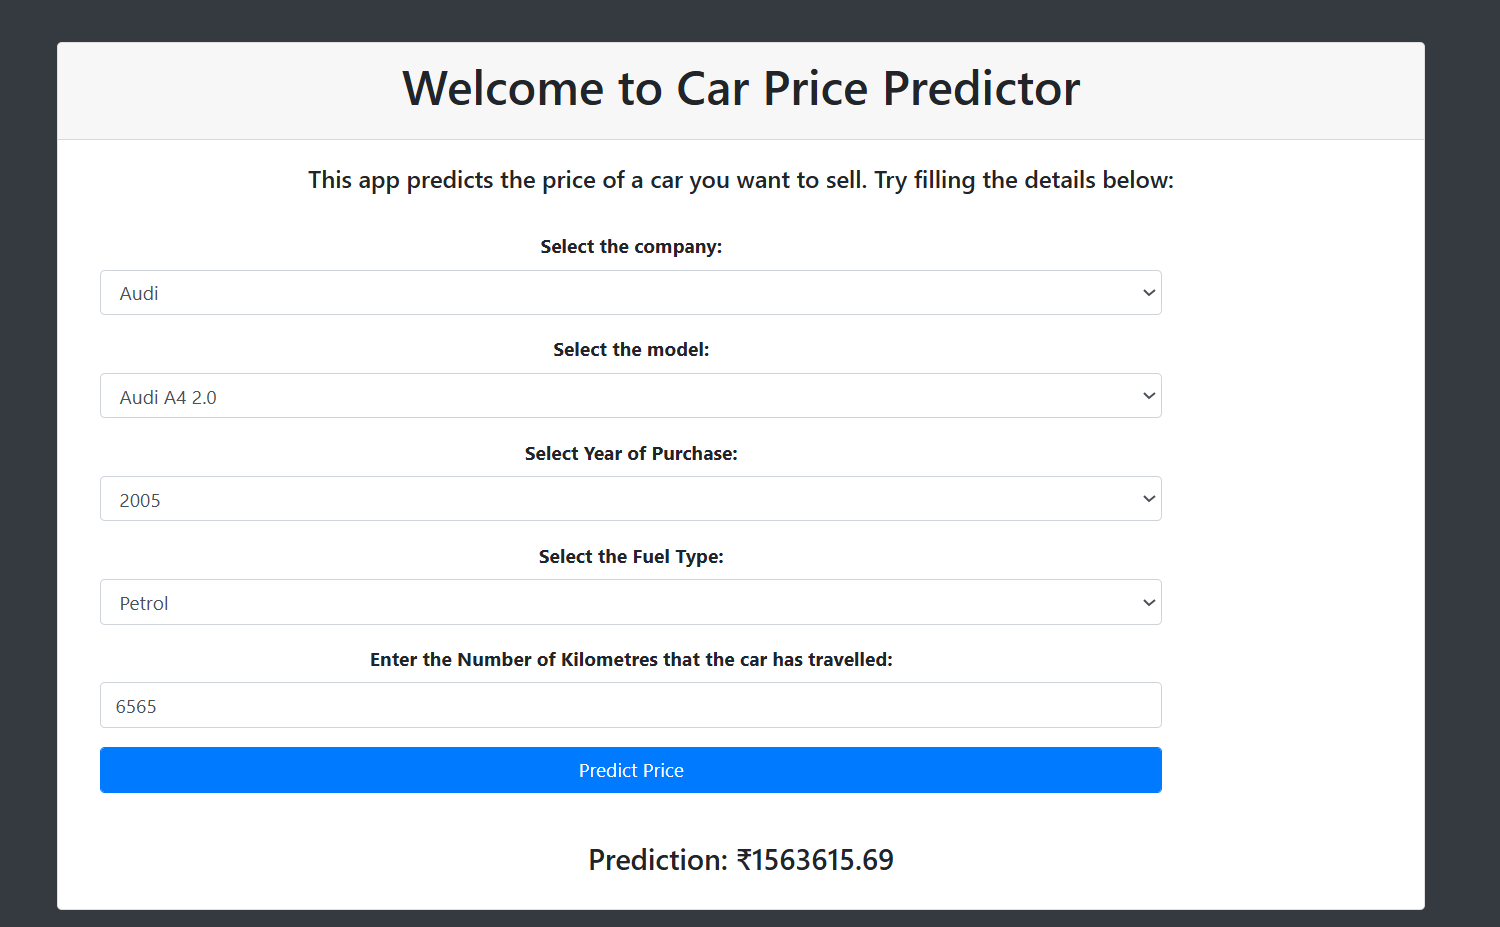 Welcome to Car Price Predictor
This app predicts the price of a car you want to sell. Try filling the details below:
Select the company:
Audi
Select the model:
Audi A4 2.0
Select Year of Purchase:
2005
Select the Fuel Type:
Petrol
Enter the Number of Kilometres that the car has travelled:
6565
Predict Price
Prediction: ₹1563615.69